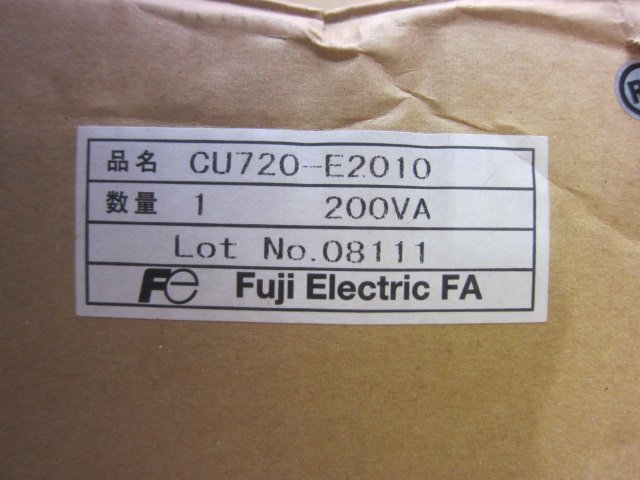 品名 CU720-E2010
数量 1 200VA
Lot No.08111
Fe Fuji Electric FA